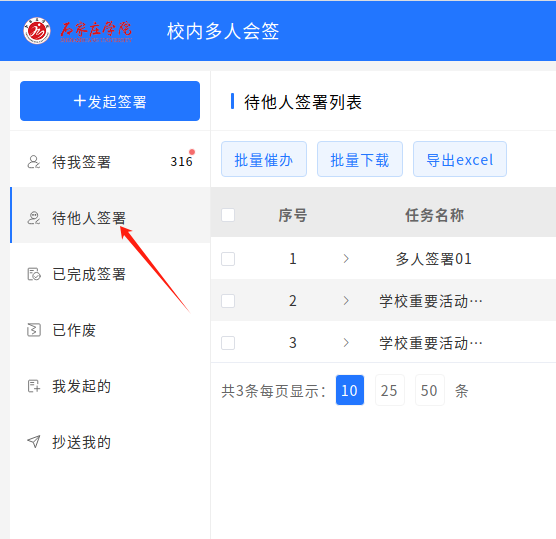 石家庄学院 校内多人会签
+发起签署
待我签署 316
待他人签署
已完成签署
已作废
我发起的
抄送我的
待他人签署列表
批量催办 批量下载 导出excel
序号 任务名称
1 多人签署01
2 学校重要活动…
3 学校重要活动…
共3条每页显示： 10 25 50 条